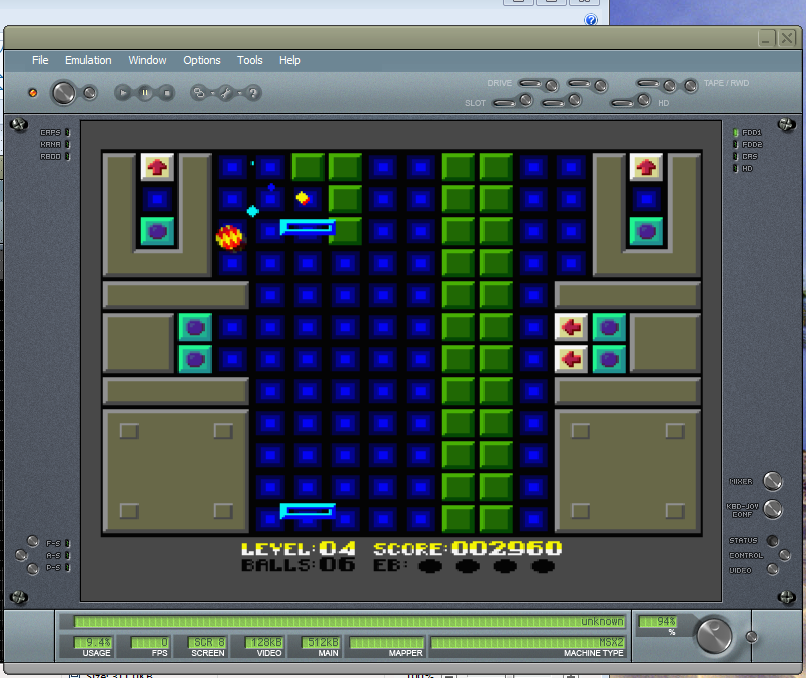 File Emulation Window Options Tools Help
DRIVE TAPE / RWD
SLOT HD
CAPS
KANA
FDD1
FDD2
CAS
HD
MIXER
KBD-JOY
CONF
STATUS
CONTROL
VIDEO
F-S
A-S
D-S
LEVEL:04 SCORE:002960
BALLS:06 EB:
unknown
94%
%
9.4% 0 SCR 8 128KB 512KB MSX2
USAGE FPS SCREEN VIDEO MAIN MAPPER MACHINE TYPE